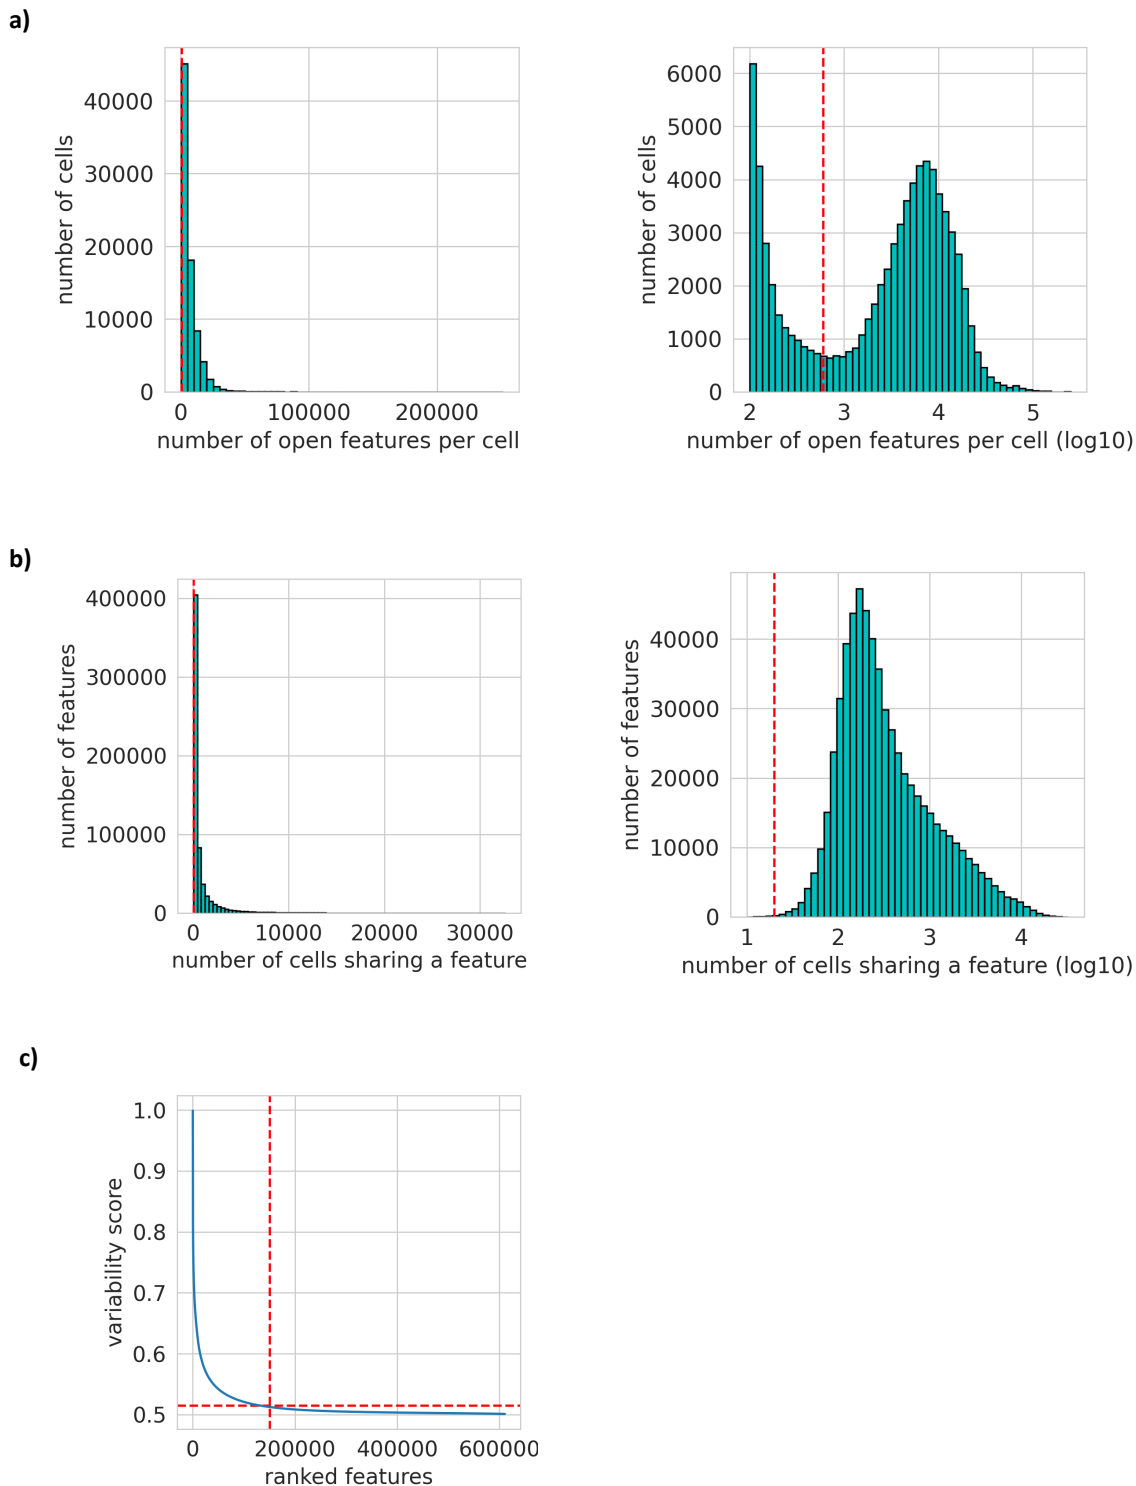 a)
number of cells
40000
30000
20000
10000
0
0 100000 200000
number of open features per cell
number of cells
6000
5000
4000
3000
2000
1000
0
2 3 4 5
number of open features per cell (log10)
b)
number of features
400000
300000
200000
100000
0
0 10000 20000 30000
number of cells sharing a feature
number of features
40000
30000
20000
10000
0
1 2 3 4
number of cells sharing a feature (log10)
c)
variability score
1.0
0.9
0.8
0.7
0.6
0.5
0 200000 400000 600000
ranked features